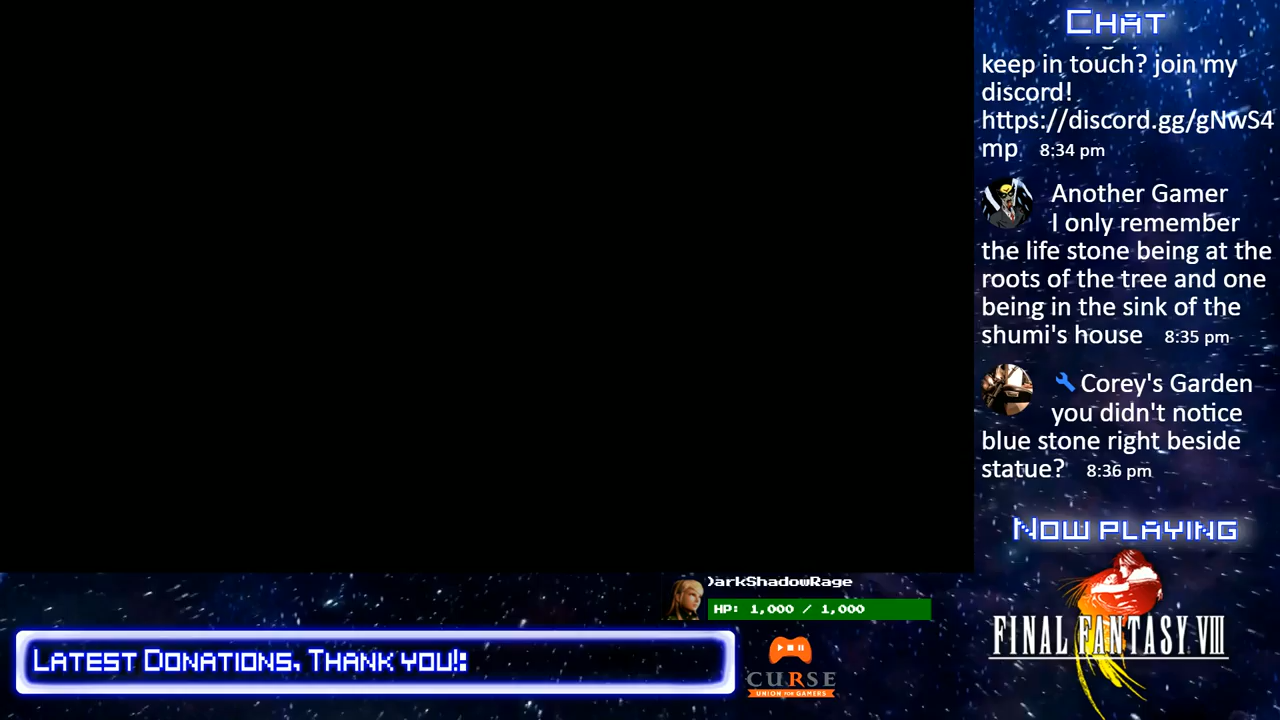 Chat
keep in touch? join my
discord!
https://discord.gg/gNwS4
mp 8:34 pm
Another Gamer
I only remember
the life stone being at the
roots of the tree and one
being in the sink of the
shumi's house 8:35 pm
Corey's Garden
you didn't notice
blue stone right beside
statue? 8:36 pm
Now playing
FINAL FANTASY VIII
DarkShadowRage
HP: 1,000 / 1,000
Latest Donations, Thank you!:
CURSE
UNION FOR GAMERS